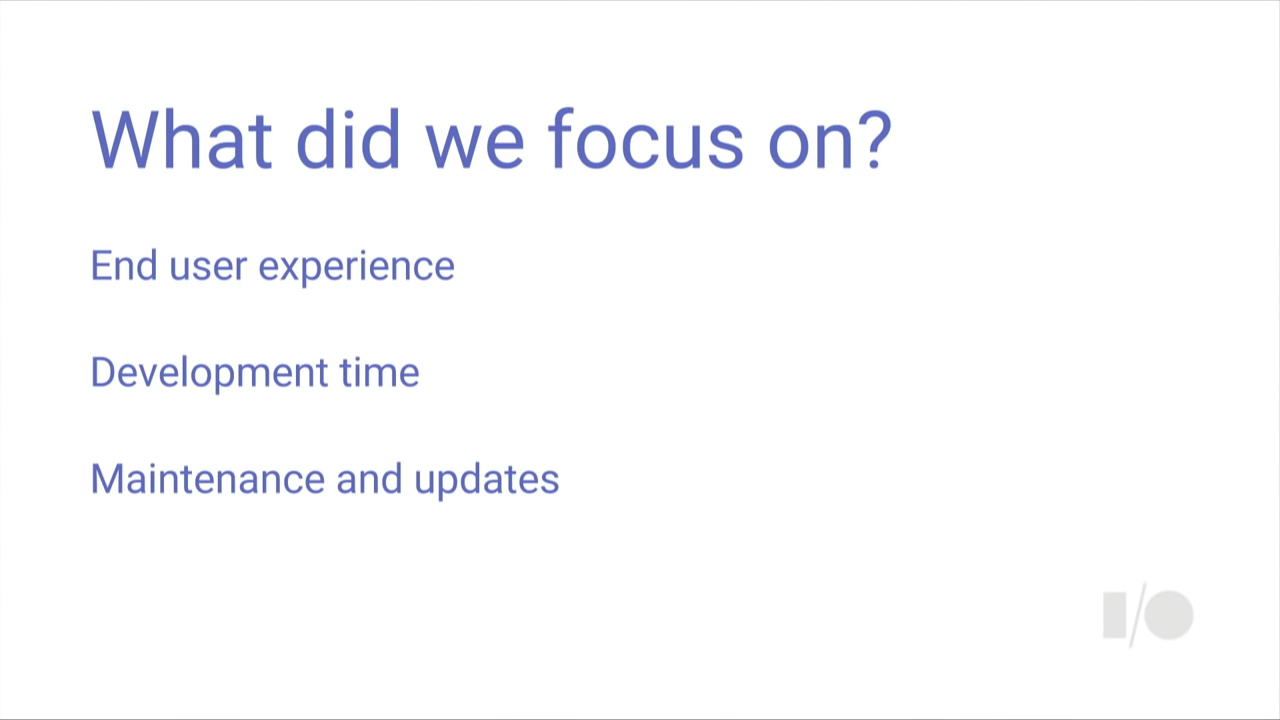 What did we focus on?
End user experience
Development time
Maintenance and updates
I/O